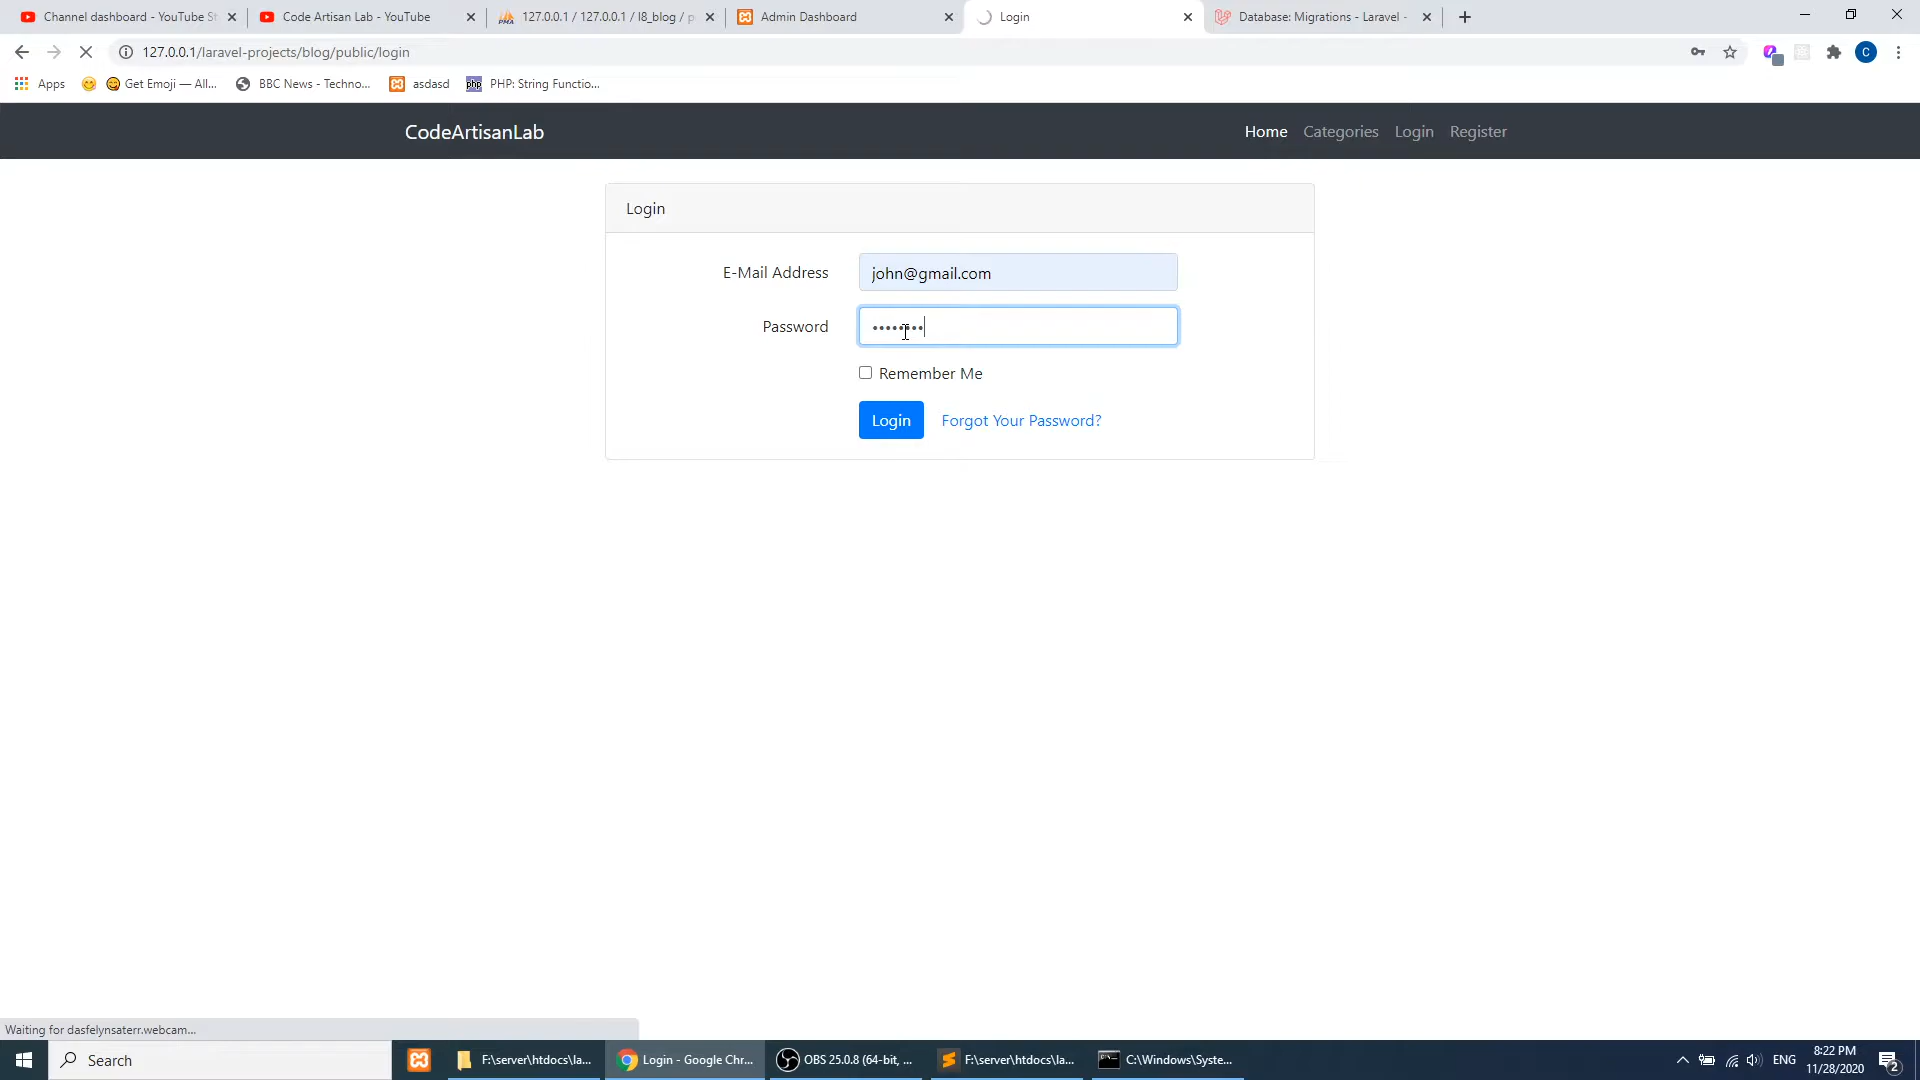 Channel dashboard - YouTube St
Code Artisan Lab - YouTube
127.0.0.1 / 127.0.0.1 / l8_blog / p
Admin Dashboard
Login
Database: Migrations - Laravel -
127.0.0.1/laravel-projects/blog/public/login
C
Apps
Get Emoji — All...
BBC News - Techno...
asdasd
PHP: String Functio...
CodeArtisanLab
Home
Categories
Login
Register
Login
E-Mail Address
john@gmail.com
Password
Remember Me
Login
Forgot Your Password?
Waiting for dasfelynsaterr.webcam...
Search
F:\server\htdocs\la...
Login - Google Chr...
OBS 25.0.8 (64-bit, ...
F:\server\htdocs\la...
C:\Windows\Syste...
ENG
8:22 PM
11/28/2020
2